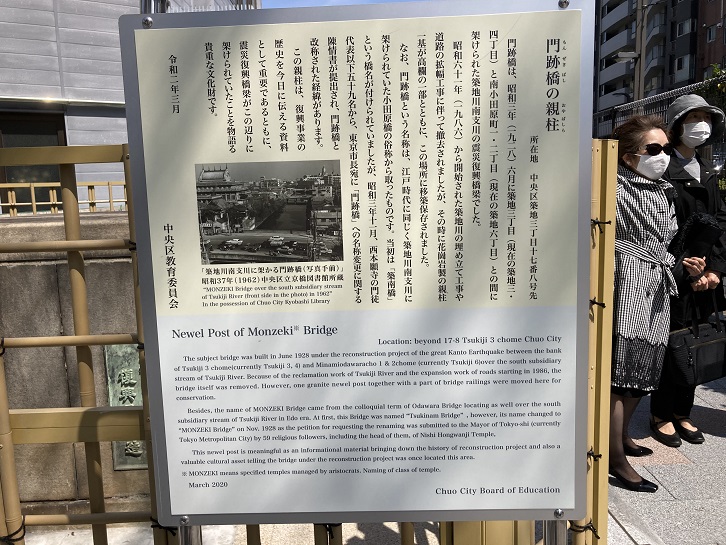 門跡橋の親柱
もん ぜき ばし おやばしら
所在地 中央区築地三丁目十七番八号先
門跡橋は、昭和三年(一九二八)六月に築地三丁目(現在の築地三・
四丁目)と南小田原町一・二丁目(現在の築地六丁目)との間に
架けられた築地川南支川の震災復興橋梁でした。
昭和六十一年(一九八六)から開始された築地川の埋め立て工事や
道路の拡幅工事に伴って撤去されましたが、その時に花崗岩製の親柱
一基が高欄の一部とともに、この場所に移築保存されました。
なお、門跡橋という名称は、江戸時代に同じく築地川南支川に
架けられていた小田原橋の俗称から取ったものです。当初は「築南橋」
という橋名が付けられていましたが、昭和三年十一月、西本願寺の門徒
代表以下五十九名から、東京市長宛に「門跡橋」への名称変更に関する
陳情書が提出され、門跡橋と
改称された経緯があります。
この親柱は、復興事業の
歴史を今日に伝える資料
として重要であるとともに、
震災復興橋梁がこの辺りに
架けられていたことを物語る
貴重な文化財です。
令和二年三月
中央区教育委員会
「築地川南支川に架かる門跡橋(写真手前)」
昭和37年(1962)中央区立京橋図書館所蔵
"MONZEKI Bridge over the south subsidiary stream
of Tsukiji River (front side in the photo) in 1962"
In the possession of Chuo City Kyobashi Library
Newel Post of Monzeki※ Bridge
Location: beyond 17-8 Tsukiji 3 chome Chuo City
The subject bridge was built in June 1928 under the reconstruction project of the great Kanto Earthquake between the bank
of Tsukiji 3 chome(currently Tsukiji 3, 4) and Minamiodawaracho 1 & 2chome (currently Tsukiji 6)over the south subsidiary
stream of Tsukiji River. Because of the reclamation work of Tsukiji River and the expansion work of roads starting in 1986, the
bridge itself was removed. However, one granite newel post together with a part of bridge railings were moved here for
conservation.
Besides, the name of MONZEKI Bridge came from the colloquial term of Odawara Bridge locating as well over the south
subsidiary stream of Tsukiji River in Edo era. At first, this Bridge was named "Tsukinam Bridge" , however, its name changed to
"MONZEKI Bridge" on Nov. 1928 as the petition for requesting the renaming was submitted to the Mayor of Tokyo-shi (currently
Tokyo Metropolitan City) by 59 religious followers, including the head of them, of Nishi Hongwanji Temple.
This newel post is meaningful as an informational material bringing down the history of reconstruction project and also a
valuable cultural asset telling the bridge under the reconstruction project was once located this area.
※ MONZEKI means specified temples managed by aristocrats. Naming of class of temple.
March 2020
Chuo City Board of Education